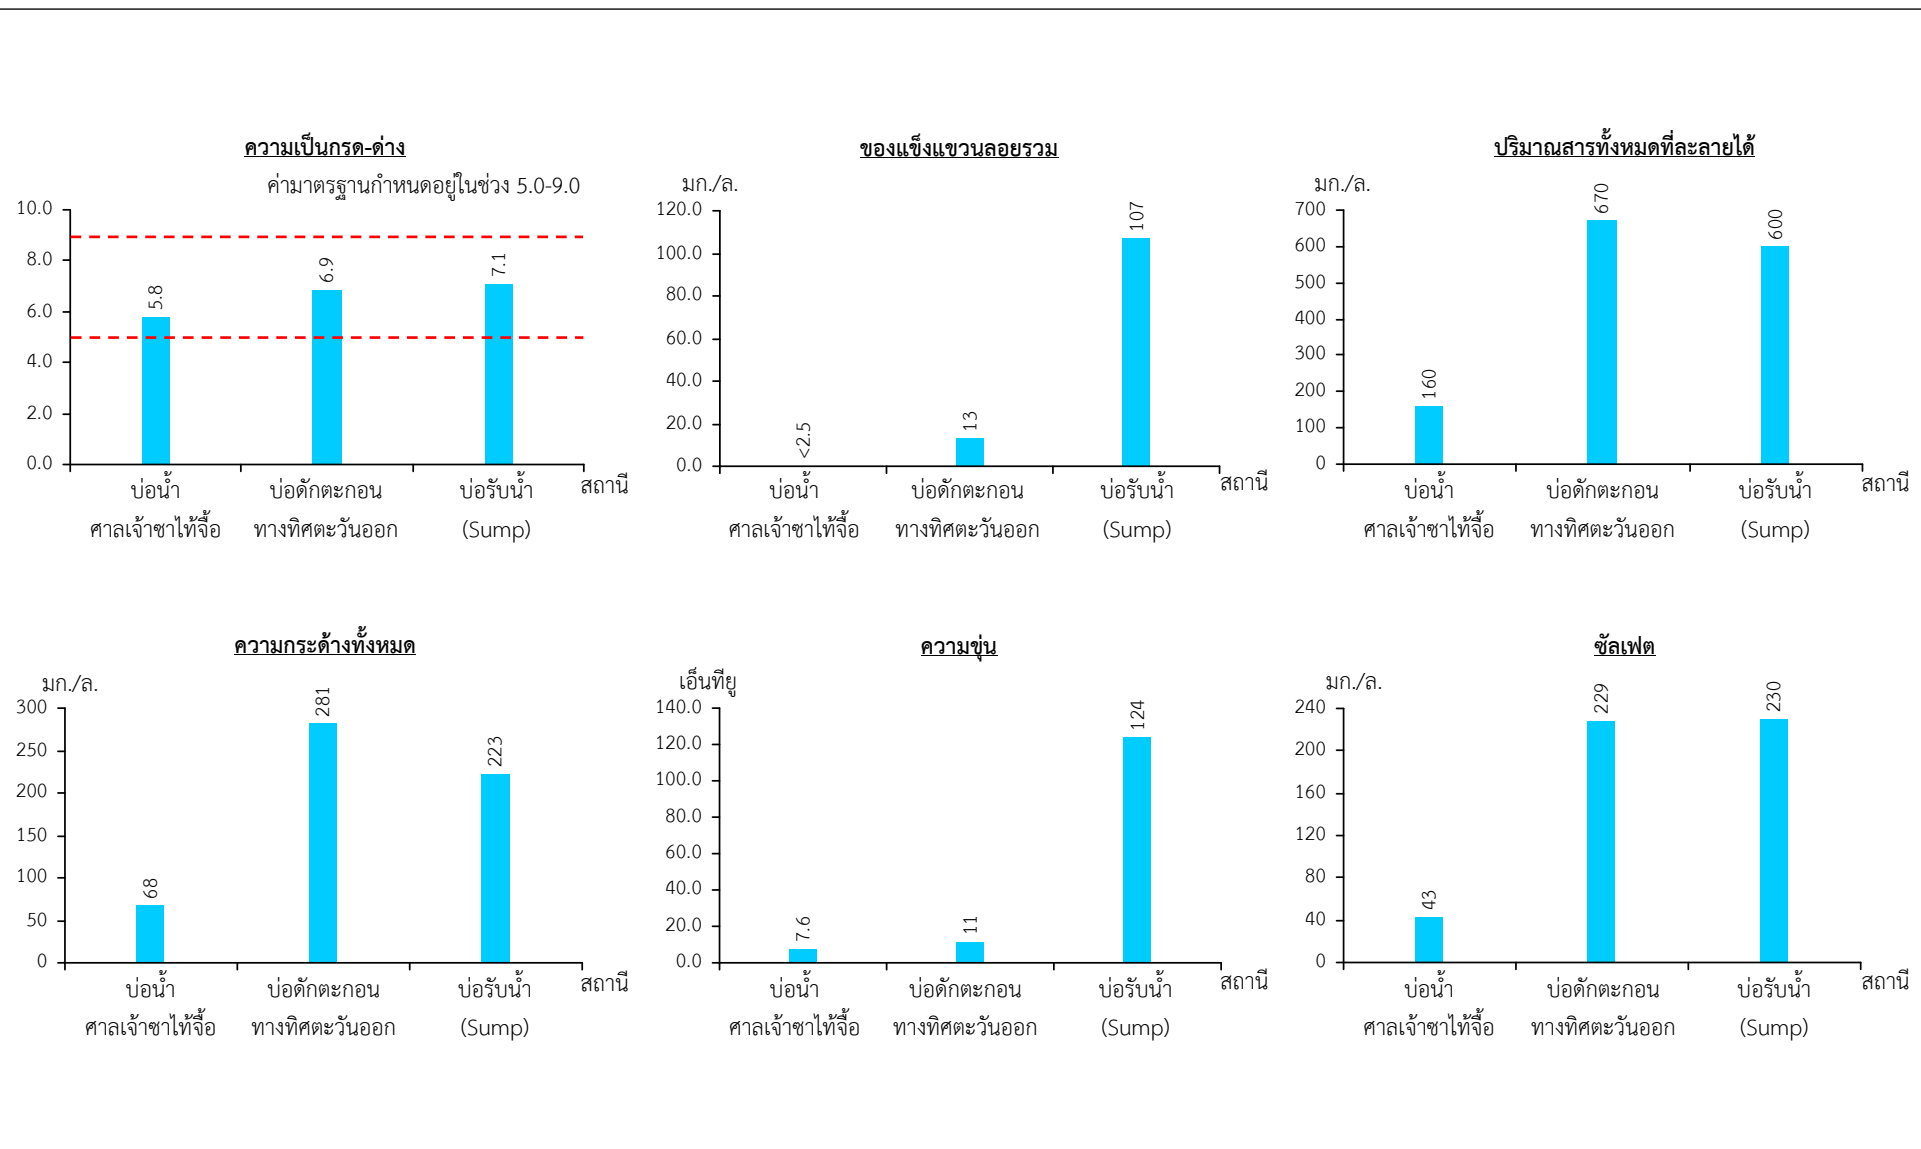 ความเป็นกรด-ด่าง
ค่ามาตรฐานกำหนดอยู่ในช่วง 5.0-9.0
10.0
8.0
6.0
4.0
2.0
0.0
5.8
6.9
7.1
บ่อน้ำ
ศาลเจ้าซาไท้จื้อ
บ่อดักตะกอน
ทางทิศตะวันออก
บ่อรับน้ำ
(Sump)
สถานี
ของแข็งแขวนลอยรวม
มก./ล.
120.0
100.0
80.0
60.0
40.0
20.0
0.0
<2.5
13
107
บ่อน้ำ
ศาลเจ้าซาไท้จื้อ
บ่อดักตะกอน
ทางทิศตะวันออก
บ่อรับน้ำ
(Sump)
สถานี
ปริมาณสารทั้งหมดที่ละลายได้
มก./ล.
700
600
500
400
300
200
100
0
160
670
600
บ่อน้ำ
ศาลเจ้าซาไท้จื้อ
บ่อดักตะกอน
ทางทิศตะวันออก
บ่อรับน้ำ
(Sump)
สถานี
ความกระด้างทั้งหมด
มก./ล.
300
250
200
150
100
50
0
68
281
223
บ่อน้ำ
ศาลเจ้าซาไท้จื้อ
บ่อดักตะกอน
ทางทิศตะวันออก
บ่อรับน้ำ
(Sump)
สถานี
ความขุ่น
เอ็นทียู
140.0
120.0
100.0
80.0
60.0
40.0
20.0
0.0
7.6
11
124
บ่อน้ำ
ศาลเจ้าซาไท้จื้อ
บ่อดักตะกอน
ทางทิศตะวันออก
บ่อรับน้ำ
(Sump)
สถานี
ซัลเฟต
มก./ล.
240
200
160
120
80
40
0
43
229
230
บ่อน้ำ
ศาลเจ้าซาไท้จื้อ
บ่อดักตะกอน
ทางทิศตะวันออก
บ่อรับน้ำ
(Sump)
สถานี